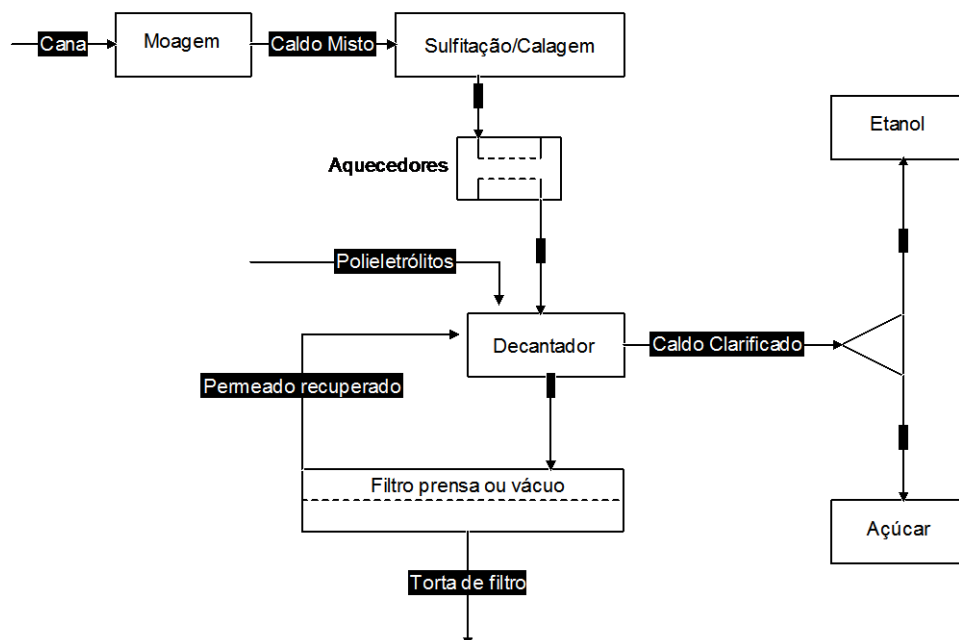 Cana
Moagem
Caldo Misto
Sulfitação/Calagem
Etanol
Aquecedores
Polieletrólitos
Decantador
Caldo Clarificado
Permeado recuperado
Filtro prensa ou vácuo
Açúcar
Torta de filtro